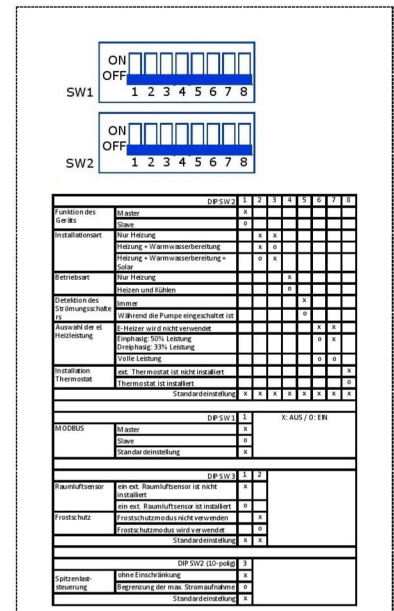 ON
OFF
SW1 1 2 3 4 5 6 7 8
ON
OFF
SW2 1 2 3 4 5 6 7 8
DIP SW2 1 2 3 4 5 6 7 8
Funktion des Geräts Master x
Slave o
Installationsart Nur Heizung x x
Heizung + Warmwasserbereitung x o
Heizung + Warmwasserbereitung +
Solar o x
Betriebsart Nur Heizung x
Heizen und Kühlen o
Detektion des
Strömungsschalte
rs
Immer x
Während die Pumpe eingeschaltet ist o
Auswahl der el
Heizleistung
E-Heizer wird nicht verwendet x x
Einphasig: 50% Leistung
Dreiphasig: 33% Leistung o x
Volle Leistung o o
Installation
Thermostat
ext. Thermostat ist nicht installiert x
Thermostat ist installiert o
Standardeinstellung x x x x x x x x
DIP SW1 1 X: AUS / O: EIN
MODBUS Master x
Slave o
Standardeinstellung x
DIP SW3 1 2
Raumluftsensor ein ext. Raumluftsensor ist nicht
installiert x
ein ext. Raumluftsensor ist installiert o
Frostschutz Frostschutzmodus nicht verwenden x
Frostschutzmodus wird verwendet o
Standardeinstellung x x
DIP SW2 (10-polig) 3
Spitzenlast-
steuerung
ohne Einschränkung x
Begrenzung der max. Stromaufnahme o
Standardeinstellung x